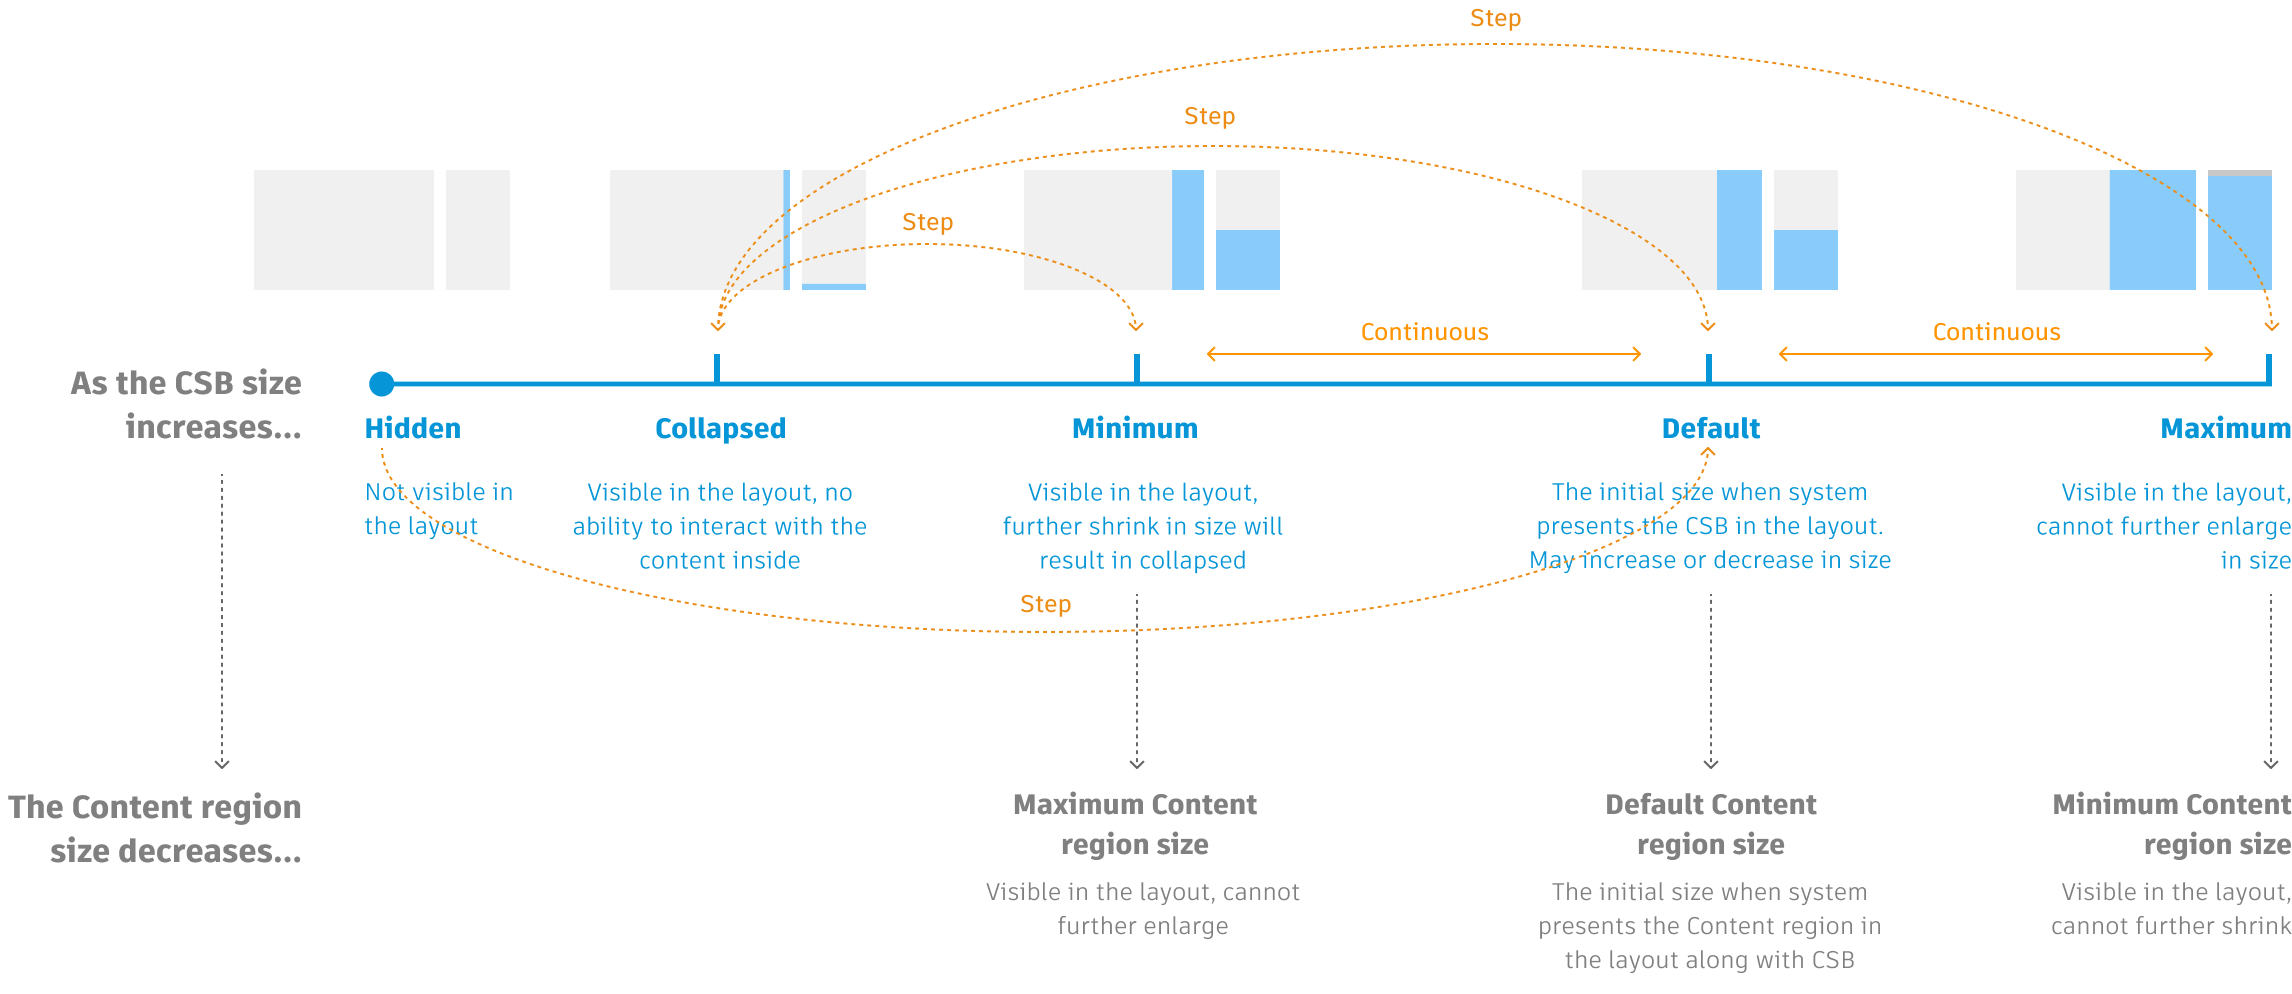 Step
Step
Step
Continuous
Continuous
As the CSB size
increases...
Hidden
Collapsed
Minimum
Default
Maximum
Not visible in
the layout
Visible in the layout, no
ability to interact with the
content inside
Visible in the layout,
further shrink in size will
result in collapsed
The initial size when system
presents the CSB in the layout.
May increase or decrease in size
Visible in the layout,
cannot further enlarge
in size
Step
The Content region
size decreases...
Maximum Content
region size
Visible in the layout, cannot
further enlarge
Default Content
region size
The initial size when system
presents the Content region in
the layout along with CSB
Minimum Content
region size
Visible in the layout,
cannot further shrink